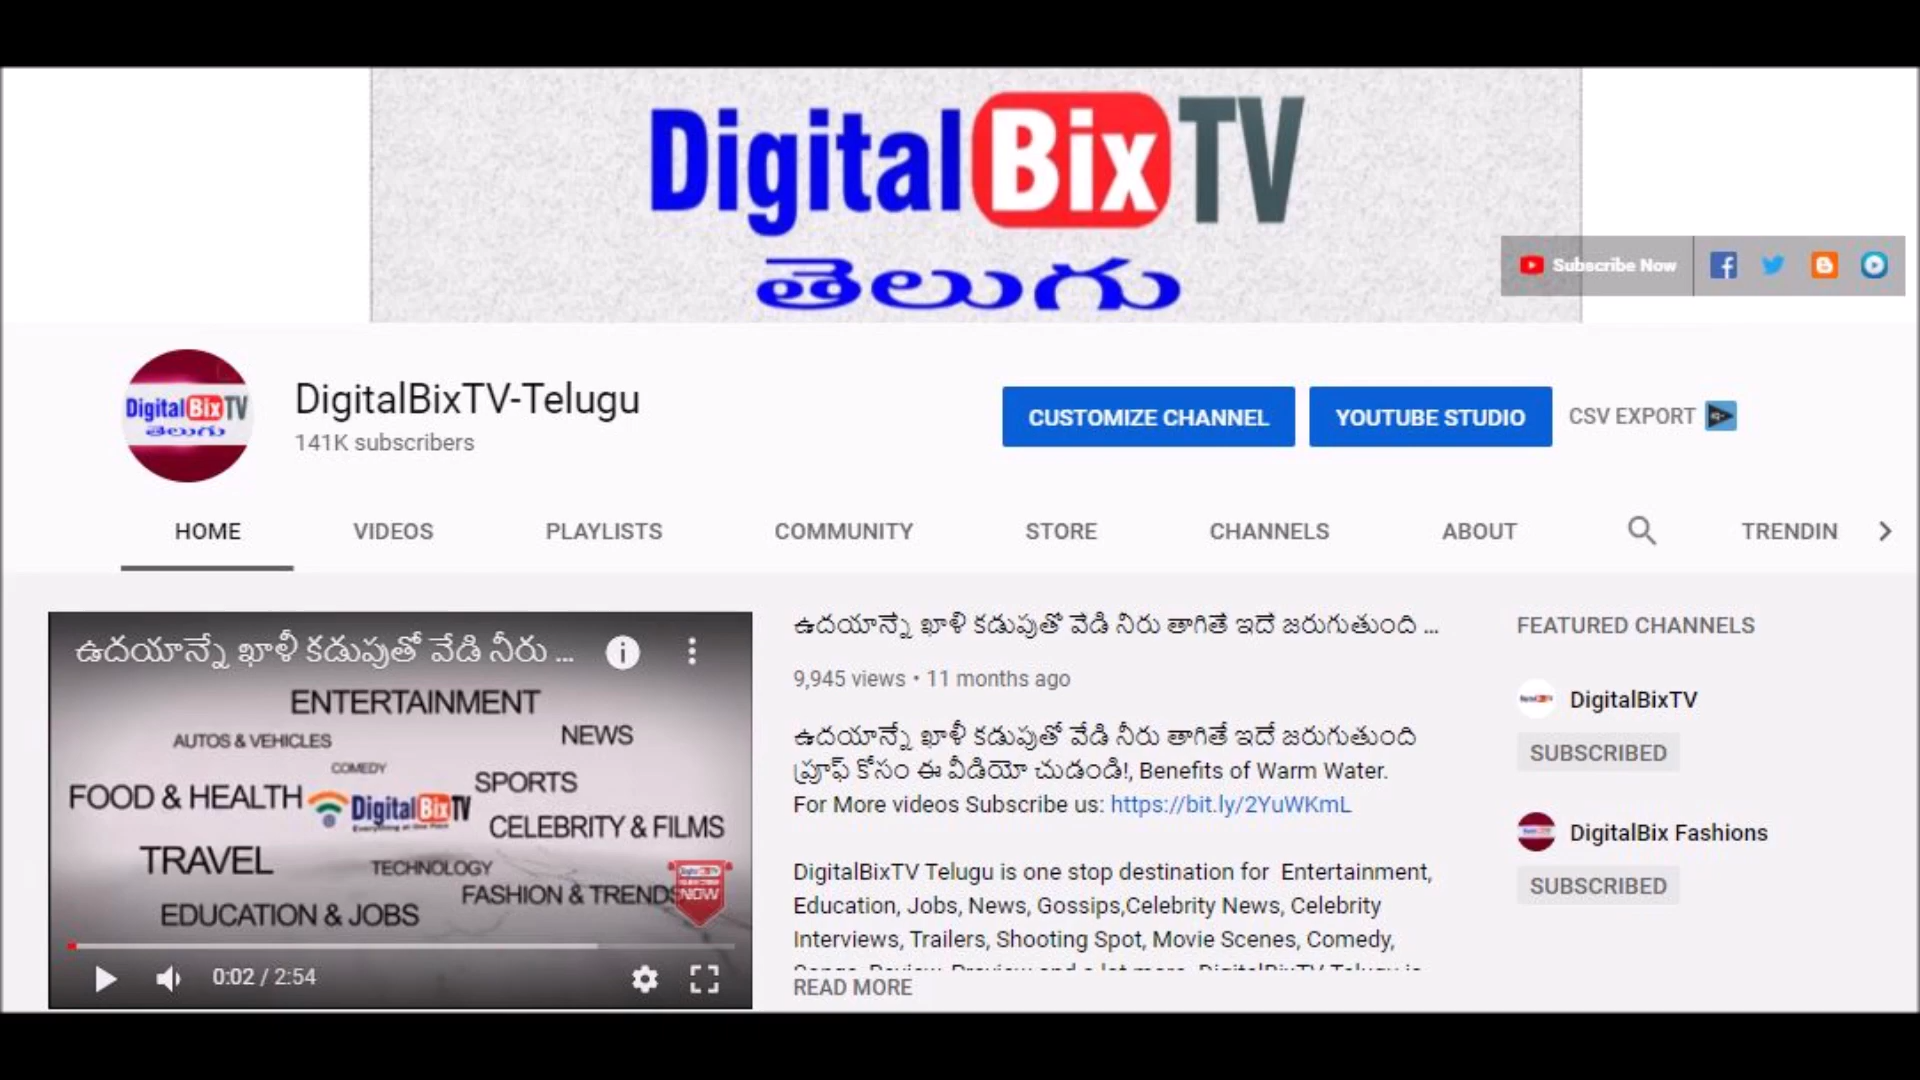 DigitalBixTV
తెలుగు
Subscribe Now
DigitalBixTV
తెలుగు
DigitalBixTV-Telugu
141K subscribers
CUSTOMIZE CHANNEL
YOUTUBE STUDIO
CSV EXPORT
HOME
VIDEOS
PLAYLISTS
COMMUNITY
STORE
CHANNELS
ABOUT
TRENDIN
ఉదయాన్నే ఖాళీ కడుపుతో వేడి నీరు ...
ENTERTAINMENT
AUTOS & VEHICLES
NEWS
COMEDY
FOOD & HEALTH
DigitalBixTV
Everything at One Point
SPORTS
CELEBRITY & FILMS
TRAVEL
TECHNOLOGY
FASHION & TRENDS
NOW
EDUCATION & JOBS
0:02 / 2:54
ఉదయాన్నే ఖాళీ కడుపుతో వేడి నీరు తాగితే ఇదే జరుగుతుంది ...
9,945 views • 11 months ago
ఉదయాన్నే ఖాళీ కడుపుతో వేడి నీరు తాగితే ఇదే జరుగుతుంది
ప్రూఫ్ కోసం ఈ వీడియో చుడండి!, Benefits of Warm Water.
For More videos Subscribe us: https://bit.ly/2YuWKmL
DigitalBixTV Telugu is one stop destination for Entertainment,
Education, Jobs, News, Gossips,Celebrity News, Celebrity
Interviews, Trailers, Shooting Spot, Movie Scenes, Comedy,
READ MORE
FEATURED CHANNELS
DigitalBixTV
SUBSCRIBED
DigitalBix Fashions
SUBSCRIBED